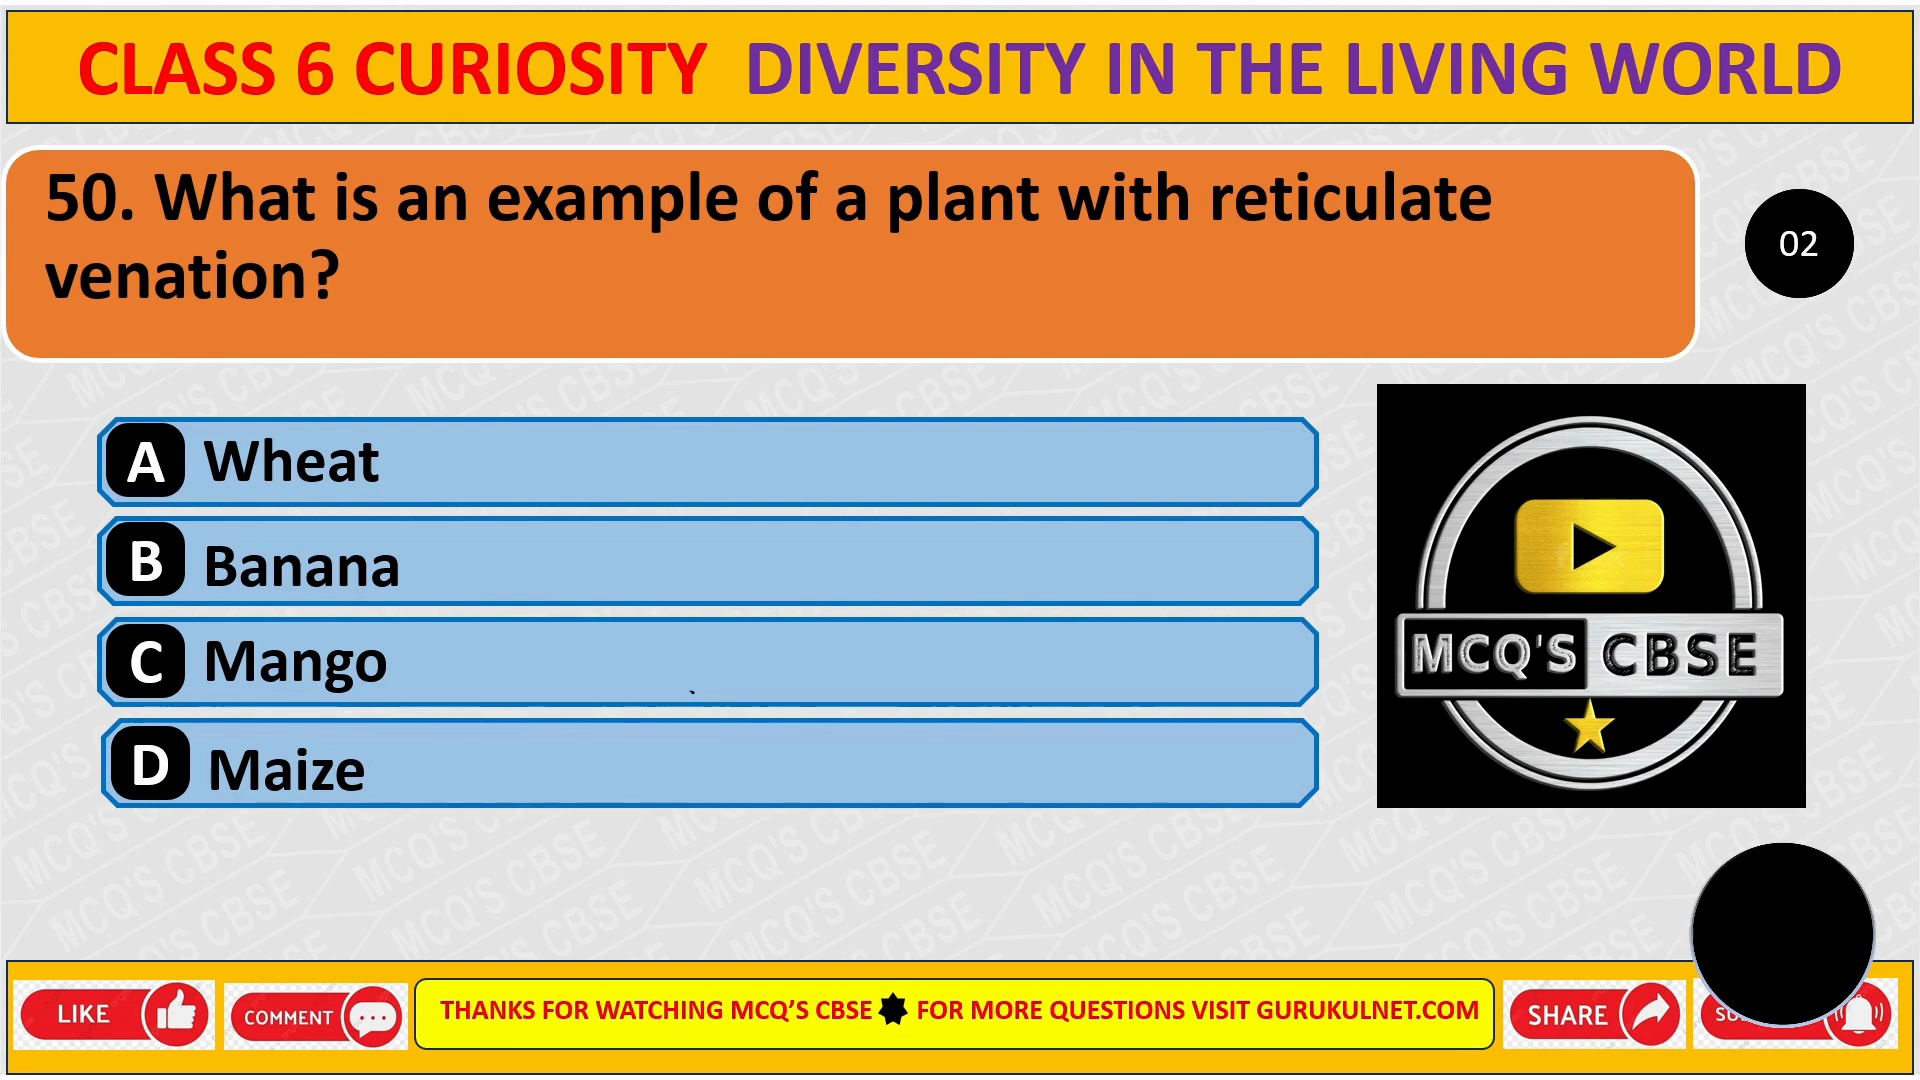 CLASS 6 CURIOSITY DIVERSITY IN THE LIVING WORLD
50. What is an example of a plant with reticulate
venation?
02
A Wheat
B Banana
C Mango
D Maize
MCQ'S CBSE
LIKE
COMMENT
THANKS FOR WATCHING MCQ’S CBSE FOR MORE QUESTIONS VISIT GURUKULNET.COM
SHARE